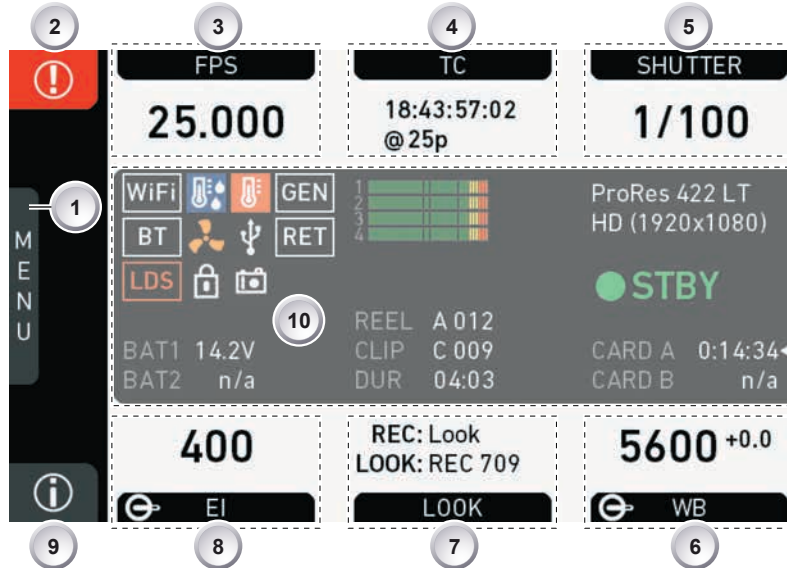 2 3 4 5
FPS TC SHUTTER
25.000 18:43:57:02 1/100
@ 25p
1
MENU
WiFi GEN 1 ProRes 422 LT
2 HD (1920x1080)
BT RET 3
4
LDS STBY
10
REEL A 012
BAT1 14.2V CLIP C 009 CARD A 0:14:34
BAT2 n/a DUR 04:03 CARD B n/a
400 REC: Look 5600 +0.0
LOOK: REC 709
EI LOOK WB
9 8 7 6